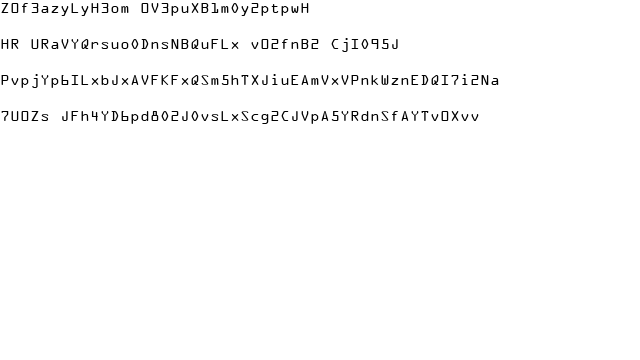 ZOf3azyLyH3om OV3puXB1m0y2ptpwH
HR URaVYQrsuo0DnsNBQuFLx vO2fnB2 CjI095J
PvpjYp6ILxbJxAVFKFxQSm5hTXJiuEAmVxVPnkWznEDQI7i2Na
7UOZs JFh4YD6pd802J0vsLxScg2CJVpA5YRdnSfAYTvOXvv